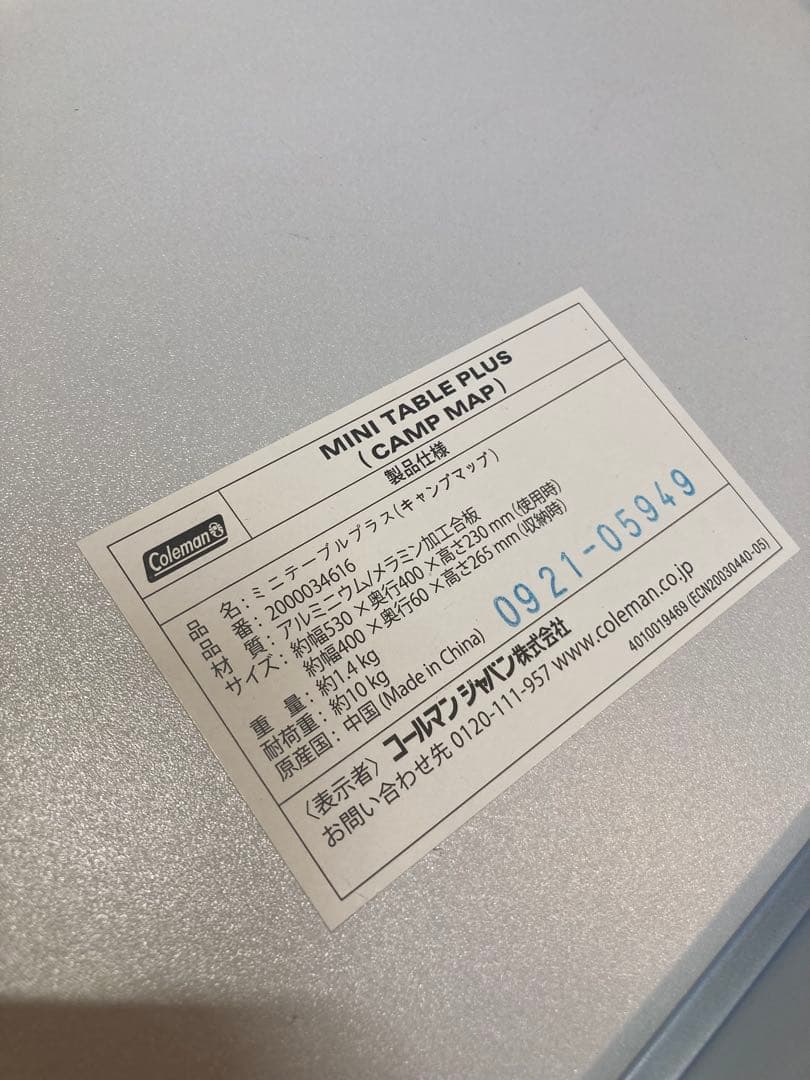 Coleman
MINI TABLE PLUS
(CAMP MAP)
製品仕様
品名：ミニテーブルプラス(キャンプマップ)
品番：2000034616
材質：アルミニウム/メラミン加工合板
サイズ：約幅530×奥行400×高さ230mm(使用時)
約幅400×奥行60×高さ265mm(収納時)
重量：約1.4kg
耐荷重：約10kg
原産国：中国(Made in China)
0921-05949
〈表示者〉コールマン ジャパン株式会社
お問い合わせ先 0120-111-957 www.coleman.co.jp
4010019469 (ECN20030440-05)